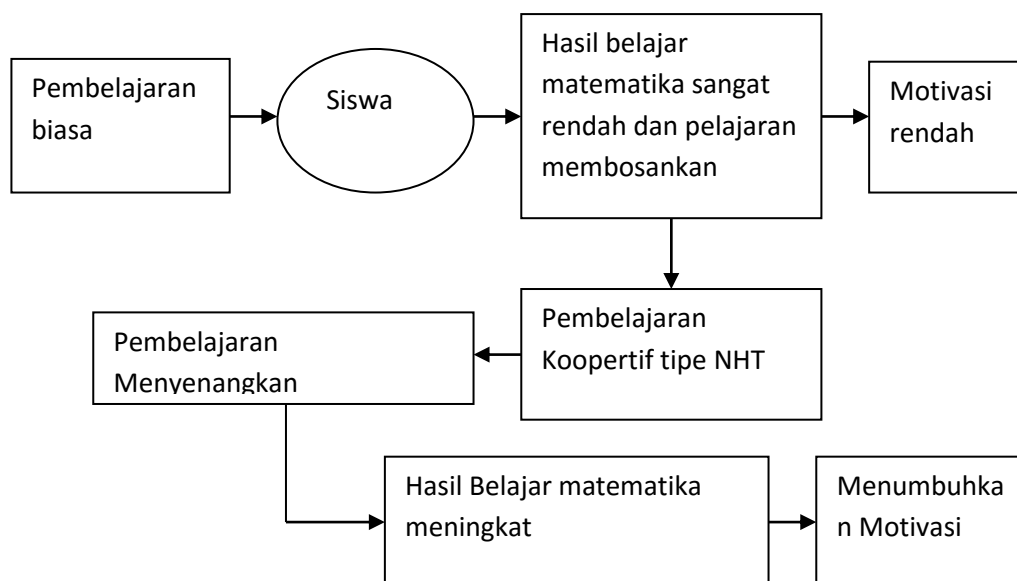 Pembelajaran
biasa
Siswa
Hasil belajar
matematika sangat
rendah dan pelajaran
membosankan
Motivasi
rendah
Pembelajaran
Koopertif tipe NHT
Pembelajaran
Menyenangkan
Hasil Belajar matematika
meningkat
Menumbuhka
n Motivasi